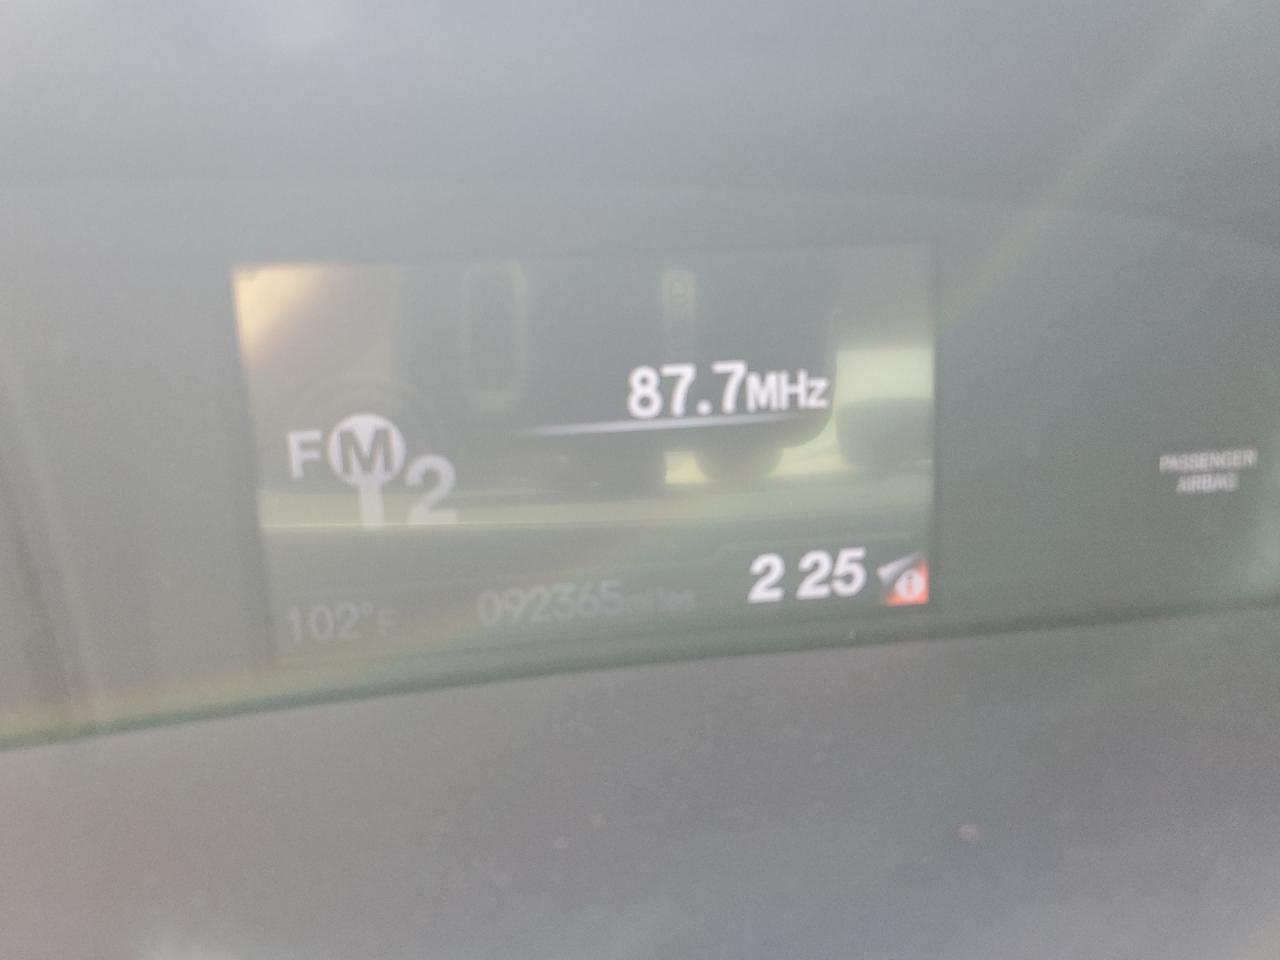 87.7MHz
FM2
102°F 092365miles 2 25
PASSENGER
AIRBAG